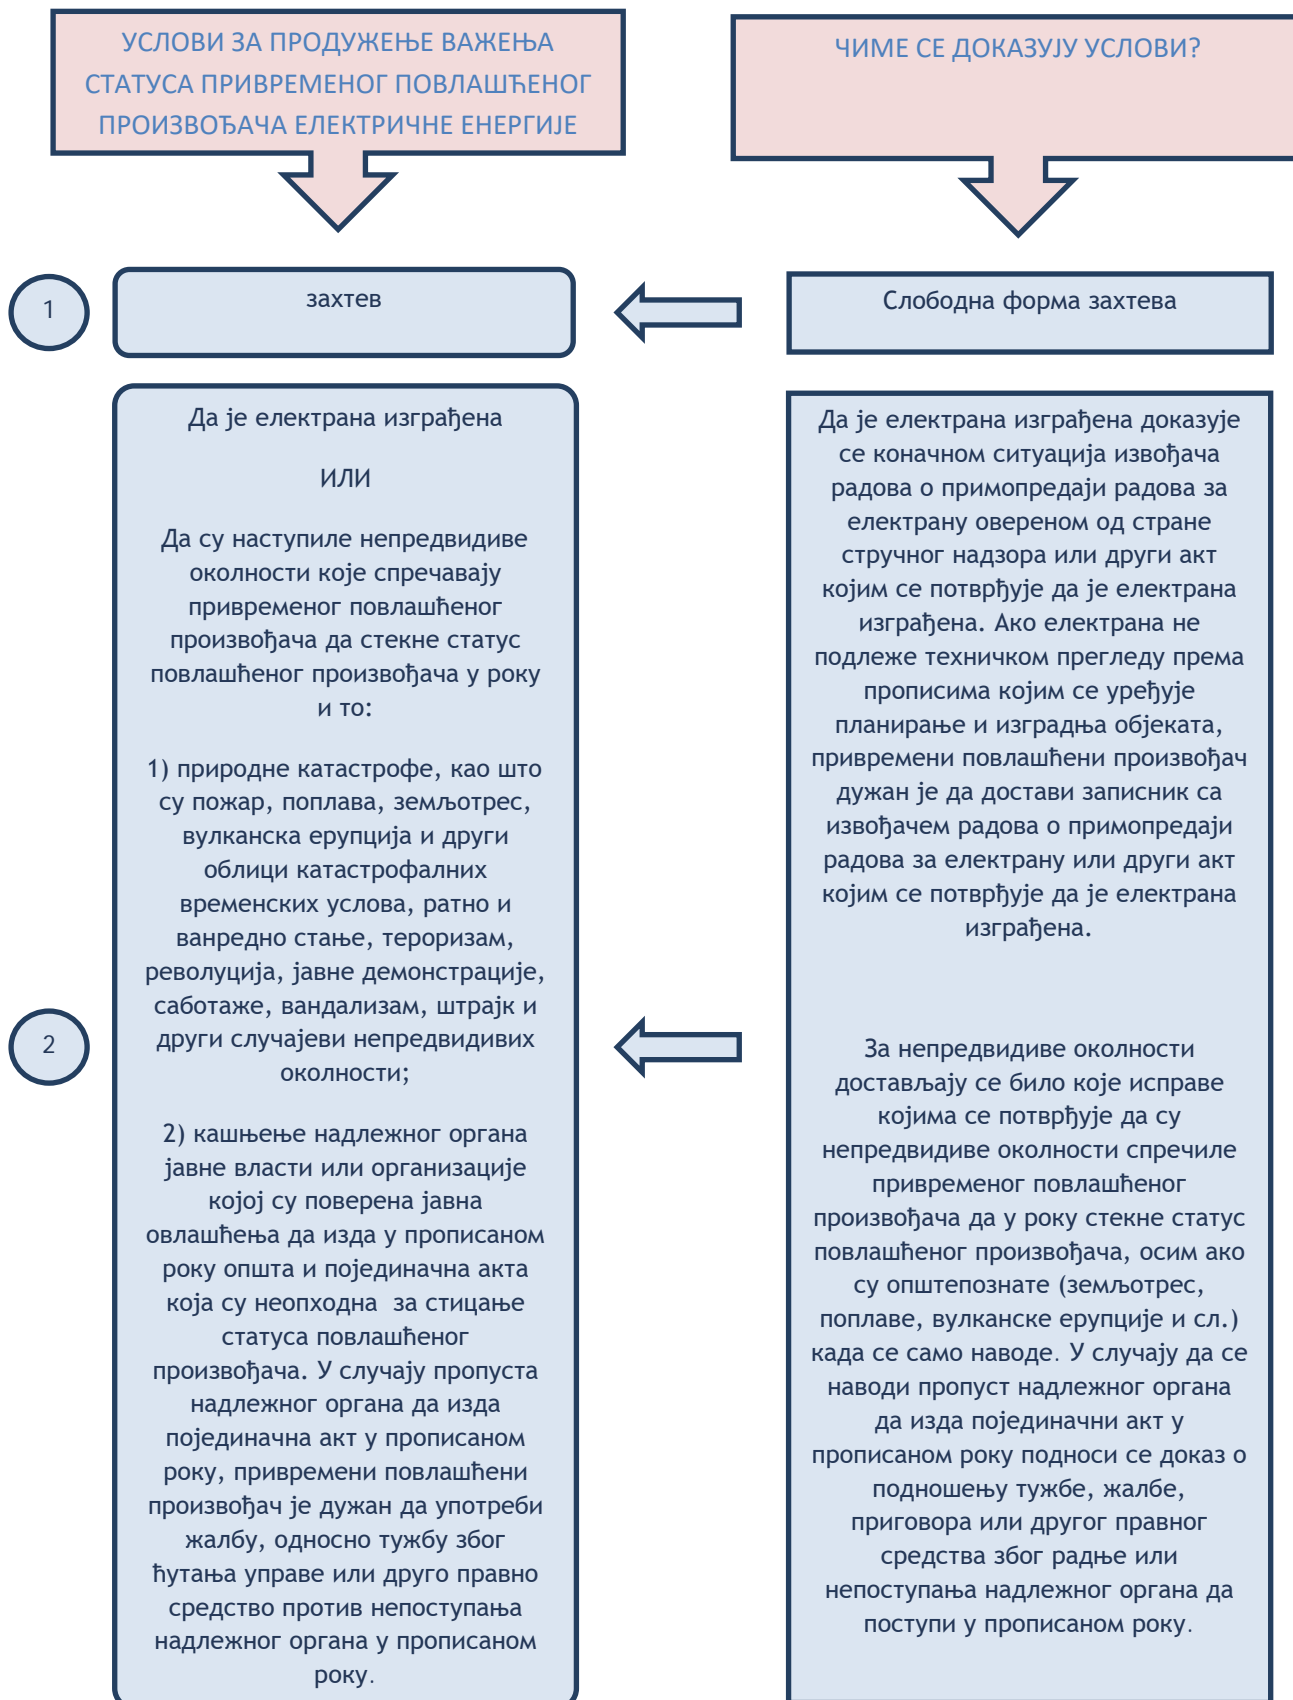 УСЛОВИ ЗА ПРОДУЖЕЊЕ ВАЖЕЊА
СТАТУСА ПРИВРЕМЕНОГ ПОВЛАШЋЕНОГ
ПРОИЗВОЂАЧА ЕЛЕКТРИЧНЕ ЕНЕРГИЈЕ
ЧИМЕ СЕ ДОКАЗУЈУ УСЛОВИ?
1
захтев
Слободна форма захтева
2
Да је електрана изграђена
ИЛИ
Да су наступиле непредвидиве
околности које спречавају
привременог повлашћеног
произвођача да стекне статус
повлашћеног произвођача у року
и то:
1) природне катастрофе, као што
су пожар, поплава, земљотрес,
вулканска ерупција и други
облици катастрофалних
временских услова, ратно и
ванредно стање, тероризам,
револуција, јавне демонстрације,
саботаже, вандализам, штрајк и
други случајеви непредвидивих
околности;
2) кашњење надлежног органа
јавне власти или организације
којој су поверена јавна
овлашћења да изда у прописаном
року општа и појединачна акта
која су неопходна  за стицање
статуса повлашћеног
произвођача. У случају пропуста
надлежног органа да изда
појединачна акт у прописаном
року, привремени повлашћени
произвођач је дужан да употреби
жалбу, односно тужбу због
ћутања управе или друго правно
средство против непоступања
надлежног органа у прописаном
року.
Да је електрана изграђена доказује
се коначном ситуација извођача
радова о примопредаји радова за
електрану овереном од стране
стручног надзора или други акт
којим се потврђује да је електрана
изграђена. Ако електрана не
подлеже техничком прегледу према
прописима којим се уређује
планирање и изградња објеката,
привремени повлашћени произвођач
дужан је да достави записник са
извођачем радова о примопредаји
радова за електрану или други акт
којим се потврђује да је електрана
изграђена.
За непредвидиве околности
достављају се било које исправе
којима се потврђује да су
непредвидиве околности спречиле
привременог повлашћеног
произвођача да у року стекне статус
повлашћеног произвођача, осим ако
су општепознате (земљотрес,
поплаве, вулканске ерупције и сл.)
када се само наводе. У случају да се
наводи пропуст надлежног органа
да изда појединачни акт у
прописаном року подноси се доказ о
подношењу тужбе, жалбе,
приговора или другог правног
средства због радње или
непоступања надлежног органа да
поступи у прописаном року.